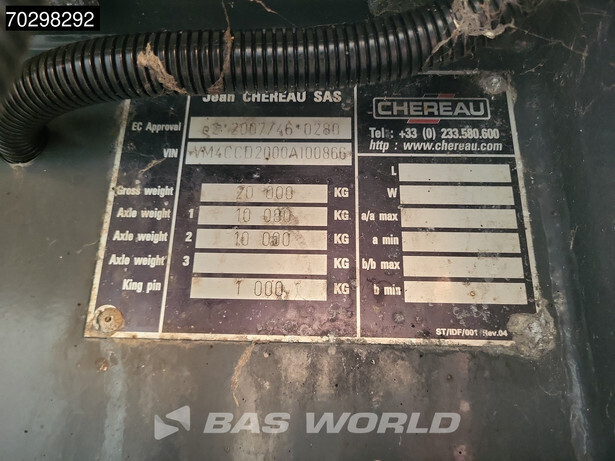 70298292
Jean CHEREAU SAS
EC Approval e2*2007/46*0280
VIN VM4CCD2000A100866
Gross weight 20 000 KG
Axle weight 1 10 000 KG
Axle weight 2 10 000 KG
Axle weight 3 KG
King pin 1 000 KG
CHEREAU
Tel : +33 (0) 233.580.600
http : www.chereau.com
L
W
a/a max
a min
b/b max
b min
ST/IDF/001 Rev.04
BAS WORLD